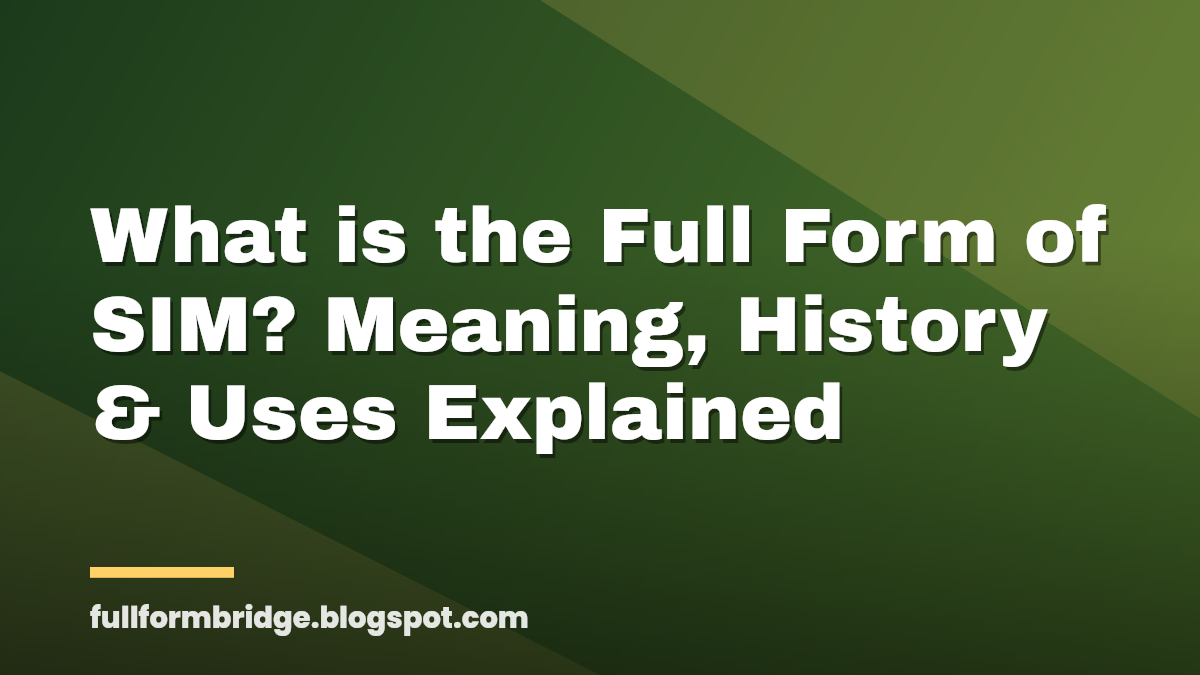 What is the Full Form of
SIM? Meaning, History
& Uses Explained
fullformbridge.blogspot.com